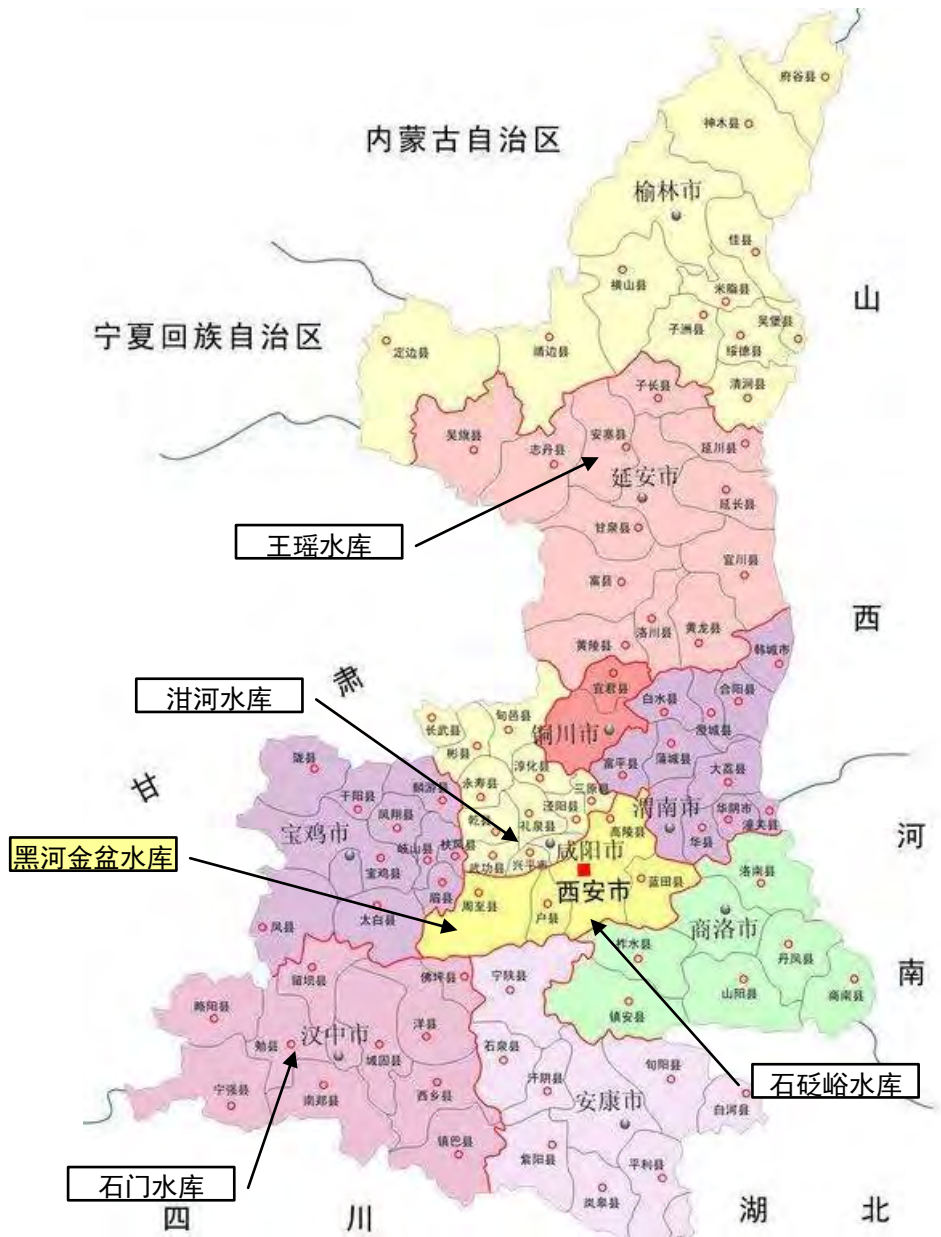 府谷县
神木县
内蒙古自治区
榆林市
佳县
横山县
米脂县
山
子洲县
吴堡县
宁夏回族自治区
绥德县
定边县
靖边县
清涧县
子长县
吴旗县
安塞县
志丹县
延川县
延安市
延长县
甘泉县
王瑶水库
宜川县
富县
西
洛川县
黄龙县
黄陵县
韩城市
肃
宜君县
泔河水库
白水县
合阳县
长武县
旬邑县
铜川市
澄城县
彬县
蒲城县
陇县
淳化县
富平县
大荔县
甘
麟游县
永寿县
三原县
千阳县
泾阳县
渭南市
华阴市
潼关县
凤翔县
乾县
礼泉县
高陵县
宝鸡市
华县
河
岐山县
扶风县
咸阳市
黑河金盆水库
武功县
兴平市
宝鸡县
眉县
西安市
蓝田县
洛南县
周至县
太白县
户县
商洛市
凤县
柞水县
丹凤县
佛坪县
宁陕县
南
留坝县
山阳县
商南县
略阳县
镇安县
汉中市
洋县
勉县
城固县
石泉县
旬阳县
汗阴县
石砭峪水库
宁强县
南郑县
西乡县
安康市
白河县
镇巴县
紫阳县
平利县
石门水库
岚皋县
四
川
湖
北